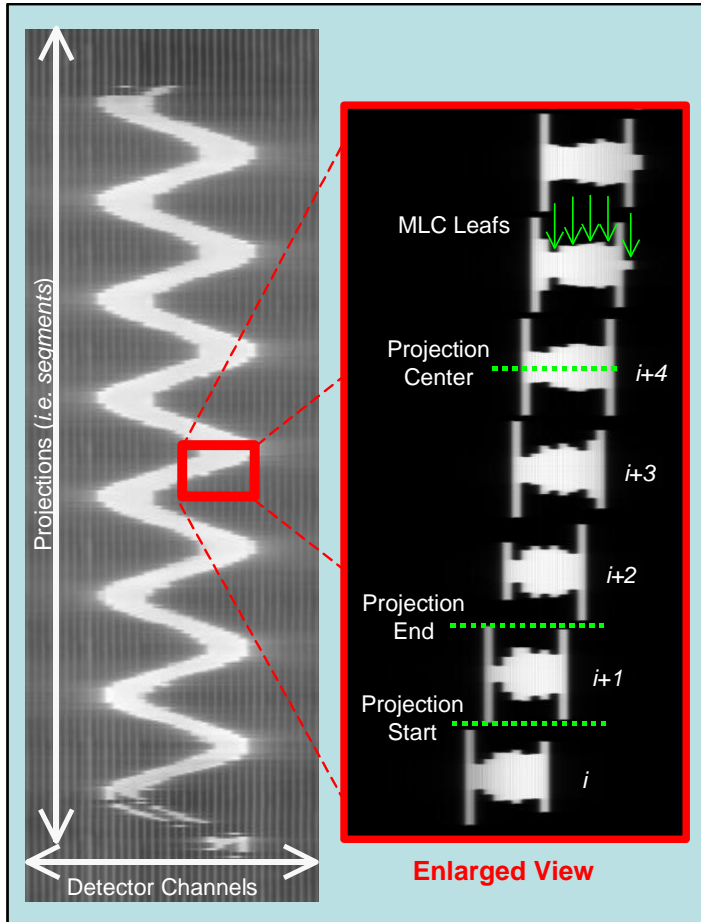 Projections (i.e. segments)
Detector Channels
MLC Leafs
Projection
Center
i+4
i+3
i+2
Projection
End
i+1
Projection
Start
i
Enlarged View